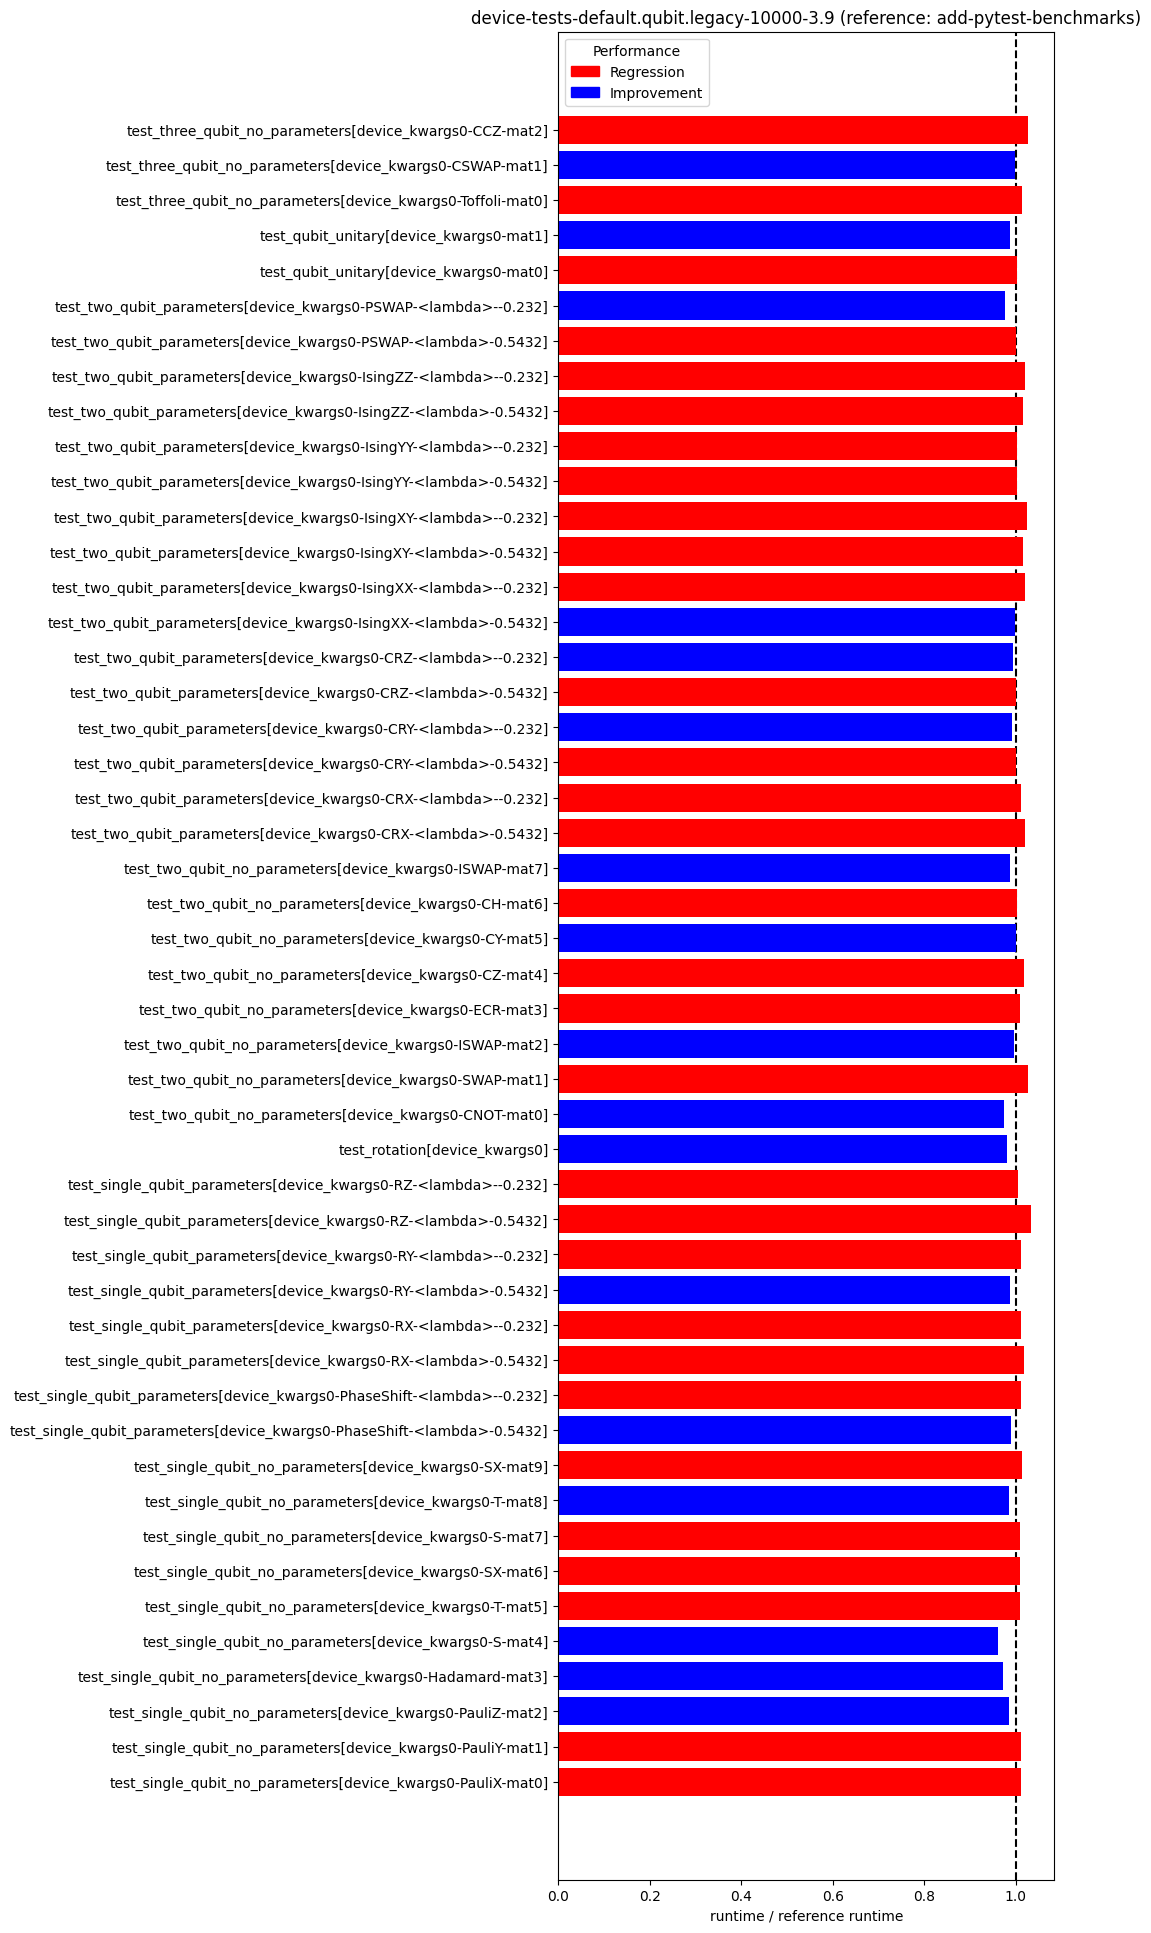 device-tests-default.qubit.legacy-10000-3.9 (reference: add-pytest-benchmarks)
Performance
Regression
Improvement
test_three_qubit_no_parameters[device_kwargs0-CCZ-mat2]
test_three_qubit_no_parameters[device_kwargs0-CSWAP-mat1]
test_three_qubit_no_parameters[device_kwargs0-Toffoli-mat0]
test_qubit_unitary[device_kwargs0-mat1]
test_qubit_unitary[device_kwargs0-mat0]
test_two_qubit_parameters[device_kwargs0-PSWAP-<lambda>--0.232]
test_two_qubit_parameters[device_kwargs0-PSWAP-<lambda>-0.5432]
test_two_qubit_parameters[device_kwargs0-IsingZZ-<lambda>--0.232]
test_two_qubit_parameters[device_kwargs0-IsingZZ-<lambda>-0.5432]
test_two_qubit_parameters[device_kwargs0-IsingYY-<lambda>--0.232]
test_two_qubit_parameters[device_kwargs0-IsingYY-<lambda>-0.5432]
test_two_qubit_parameters[device_kwargs0-IsingXY-<lambda>--0.232]
test_two_qubit_parameters[device_kwargs0-IsingXY-<lambda>-0.5432]
test_two_qubit_parameters[device_kwargs0-IsingXX-<lambda>--0.232]
test_two_qubit_parameters[device_kwargs0-IsingXX-<lambda>-0.5432]
test_two_qubit_parameters[device_kwargs0-CRZ-<lambda>--0.232]
test_two_qubit_parameters[device_kwargs0-CRZ-<lambda>-0.5432]
test_two_qubit_parameters[device_kwargs0-CRY-<lambda>--0.232]
test_two_qubit_parameters[device_kwargs0-CRY-<lambda>-0.5432]
test_two_qubit_parameters[device_kwargs0-CRX-<lambda>--0.232]
test_two_qubit_parameters[device_kwargs0-CRX-<lambda>-0.5432]
test_two_qubit_no_parameters[device_kwargs0-ISWAP-mat7]
test_two_qubit_no_parameters[device_kwargs0-CH-mat6]
test_two_qubit_no_parameters[device_kwargs0-CY-mat5]
test_two_qubit_no_parameters[device_kwargs0-CZ-mat4]
test_two_qubit_no_parameters[device_kwargs0-ECR-mat3]
test_two_qubit_no_parameters[device_kwargs0-ISWAP-mat2]
test_two_qubit_no_parameters[device_kwargs0-SWAP-mat1]
test_two_qubit_no_parameters[device_kwargs0-CNOT-mat0]
test_rotation[device_kwargs0]
test_single_qubit_parameters[device_kwargs0-RZ-<lambda>--0.232]
test_single_qubit_parameters[device_kwargs0-RZ-<lambda>-0.5432]
test_single_qubit_parameters[device_kwargs0-RY-<lambda>--0.232]
test_single_qubit_parameters[device_kwargs0-RY-<lambda>-0.5432]
test_single_qubit_parameters[device_kwargs0-RX-<lambda>--0.232]
test_single_qubit_parameters[device_kwargs0-RX-<lambda>-0.5432]
test_single_qubit_parameters[device_kwargs0-PhaseShift-<lambda>--0.232]
test_single_qubit_parameters[device_kwargs0-PhaseShift-<lambda>-0.5432]
test_single_qubit_no_parameters[device_kwargs0-SX-mat9]
test_single_qubit_no_parameters[device_kwargs0-T-mat8]
test_single_qubit_no_parameters[device_kwargs0-S-mat7]
test_single_qubit_no_parameters[device_kwargs0-SX-mat6]
test_single_qubit_no_parameters[device_kwargs0-T-mat5]
test_single_qubit_no_parameters[device_kwargs0-S-mat4]
test_single_qubit_no_parameters[device_kwargs0-Hadamard-mat3]
test_single_qubit_no_parameters[device_kwargs0-PauliZ-mat2]
test_single_qubit_no_parameters[device_kwargs0-PauliY-mat1]
test_single_qubit_no_parameters[device_kwargs0-PauliX-mat0]
0.0 0.2 0.4 0.6 0.8 1.0
runtime / reference runtime